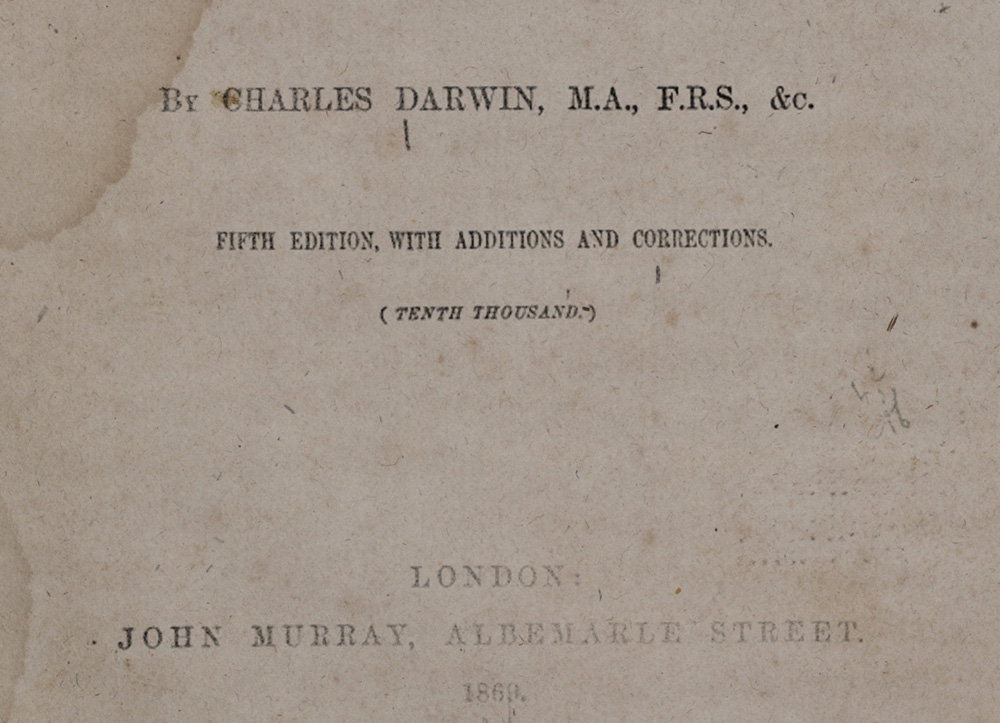 By CHARLES DARWIN, M.A., F.R.S., &c.
FIFTH EDITION, WITH ADDITIONS AND CORRECTIONS.
(TENTH THOUSAND.)
LONDON:
JOHN MURRAY, ALBEMARLE STREET.
1869.